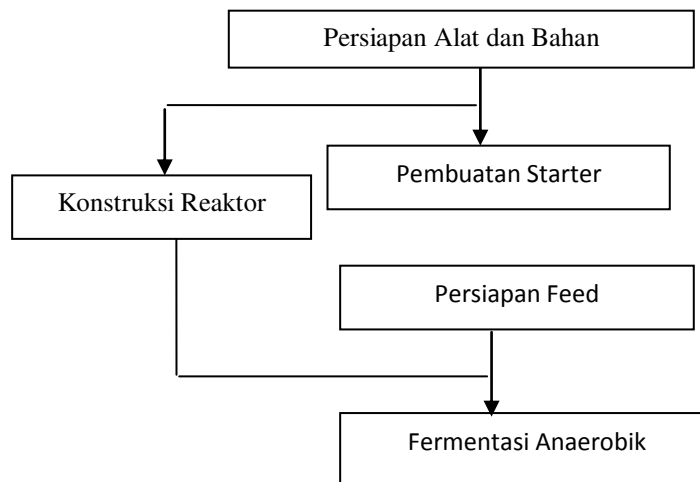 Persiapan Alat dan Bahan
Pembuatan Starter
Konstruksi Reaktor
Persiapan Feed
Fermentasi Anaerobik